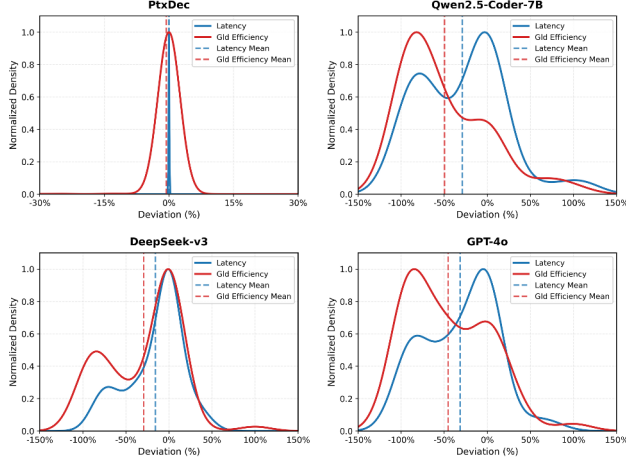 PtxDec
Normalized Density
1.0
0.8
0.6
0.4
0.2
0.0
Latency
Gld Efficiency
Latency Mean
Gld Efficiency Mean
-30%
-15%
0%
15%
30%
Deviation (%)
Qwen2.5-Coder-7B
Normalized Density
1.0
0.8
0.6
0.4
0.2
0.0
Latency
Gld Efficiency
Latency Mean
Gld Efficiency Mean
-150%
-100%
-50%
0%
50%
100%
150%
Deviation (%)
DeepSeek-v3
Normalized Density
1.0
0.8
0.6
0.4
0.2
0.0
Latency
Gld Efficiency
Latency Mean
Gld Efficiency Mean
-150%
-100%
-50%
0%
50%
100%
150%
Deviation (%)
GPT-4o
Normalized Density
1.0
0.8
0.6
0.4
0.2
0.0
Latency
Gld Efficiency
Latency Mean
Gld Efficiency Mean
-150%
-100%
-50%
0%
50%
100%
150%
Deviation (%)